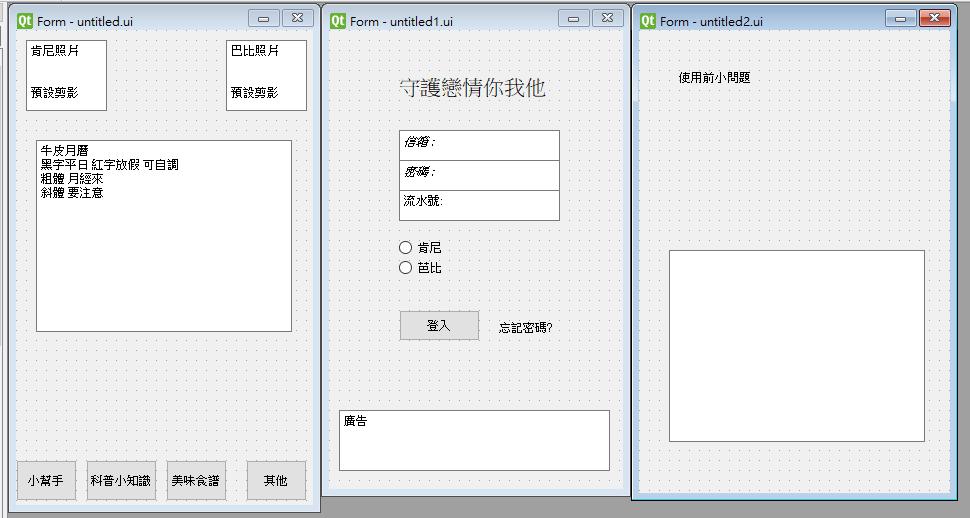 Form - untitled.ui
肯尼照片
預設剪影
巴比照片
預設剪影
牛皮月曆
黑字平日 紅字放假 可自調
粗體 月經來
斜體 要注意
小幫手
科普小知識
美味食譜
其他
Form - untitled1.ui
守護戀情你我他
信箱 :
密碼 :
流水號:
肯尼
芭比
登入
忘記密碼?
廣告
Form - untitled2.ui
使用前小問題